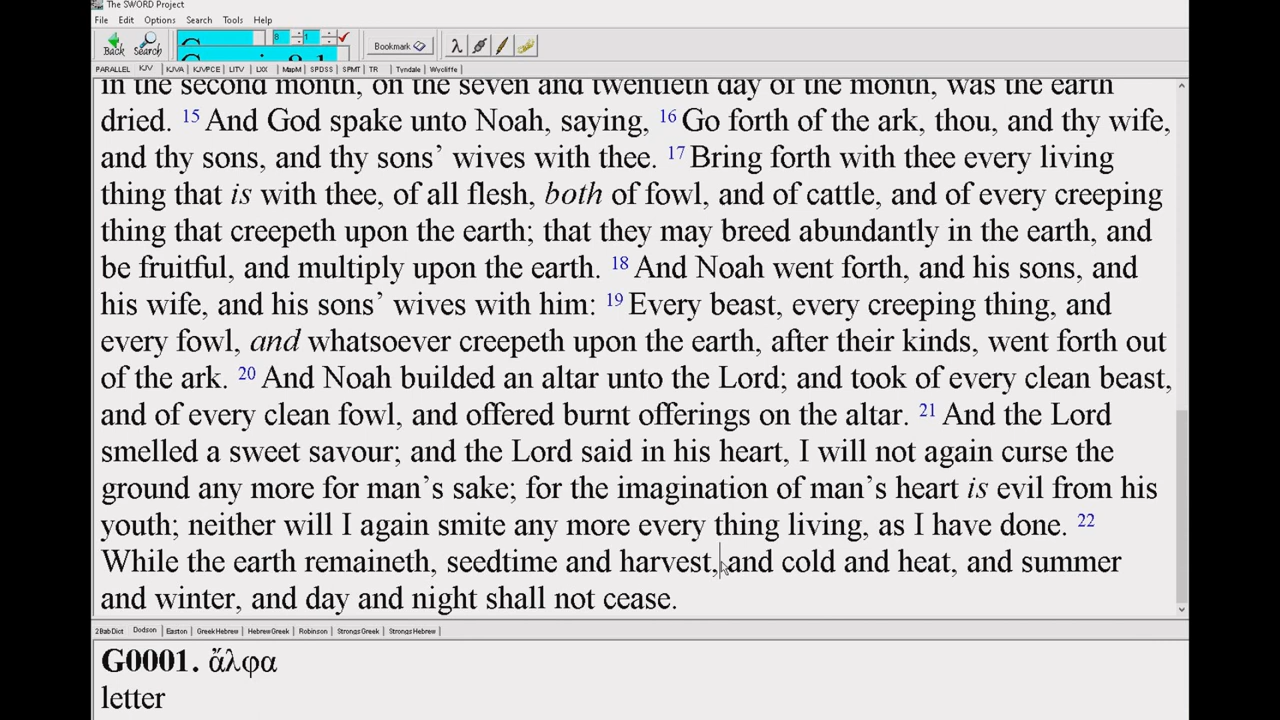 The SWORD Project
File Edit Options Search Tools Help
Back Search 8 1 Bookmark λ
PARALLEL KJV KJVA KJVPCE LITV LXX MapM SPDSS SPMT TR Tyndale Wycliffe
in the second month, on the seven and twentieth day of the month, was the earth
dried. 15 And God spake unto Noah, saying, 16 Go forth of the ark, thou, and thy wife,
and thy sons, and thy sons’ wives with thee. 17 Bring forth with thee every living
thing that is with thee, of all flesh, both of fowl, and of cattle, and of every creeping
thing that creepeth upon the earth; that they may breed abundantly in the earth, and
be fruitful, and multiply upon the earth. 18 And Noah went forth, and his sons, and
his wife, and his sons’ wives with him: 19 Every beast, every creeping thing, and
every fowl, and whatsoever creepeth upon the earth, after their kinds, went forth out
of the ark. 20 And Noah builded an altar unto the Lord; and took of every clean beast,
and of every clean fowl, and offered burnt offerings on the altar. 21 And the Lord
smelled a sweet savour; and the Lord said in his heart, I will not again curse the
ground any more for man’s sake; for the imagination of man’s heart is evil from his
youth; neither will I again smite any more every thing living, as I have done. 22
While the earth remaineth, seedtime and harvest, and cold and heat, and summer
and winter, and day and night shall not cease.
2BabDict Dodson Easton GreekHebrew HebrewGreek Robinson StrongsGreek StrongsHebrew
G0001. ἄλφα
letter